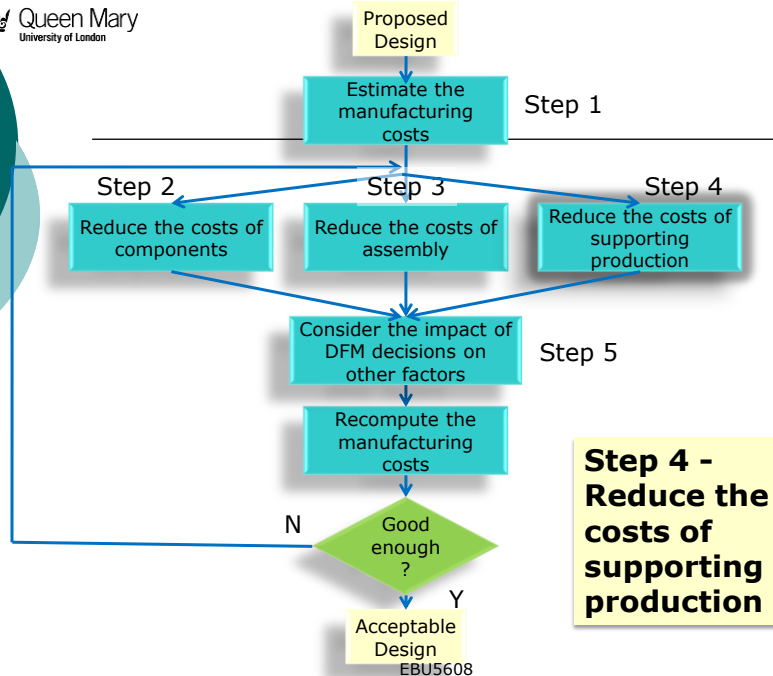 Queen Mary
University of London
Proposed
Design
Estimate the
manufacturing
costs
Step 1
Step 2
Step 3
Step 4
Reduce the costs of
components
Reduce the costs of
assembly
Reduce the costs of
supporting
production
Consider the impact of
DFM decisions on
other factors
Step 5
Recompute the
manufacturing
costs
Step 4 -
Reduce the
costs of
supporting
production
N
Good
enough
?
Y
Acceptable
Design
EBU5608